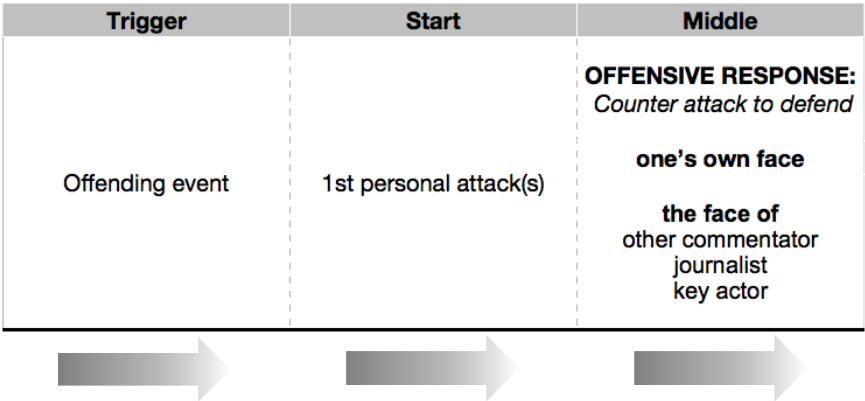 Trigger
Start
Middle
Offending event
1st personal attack(s)
OFFENSIVE RESPONSE:
Counter attack to defend
one's own face
the face of
other commentator
journalist
key actor